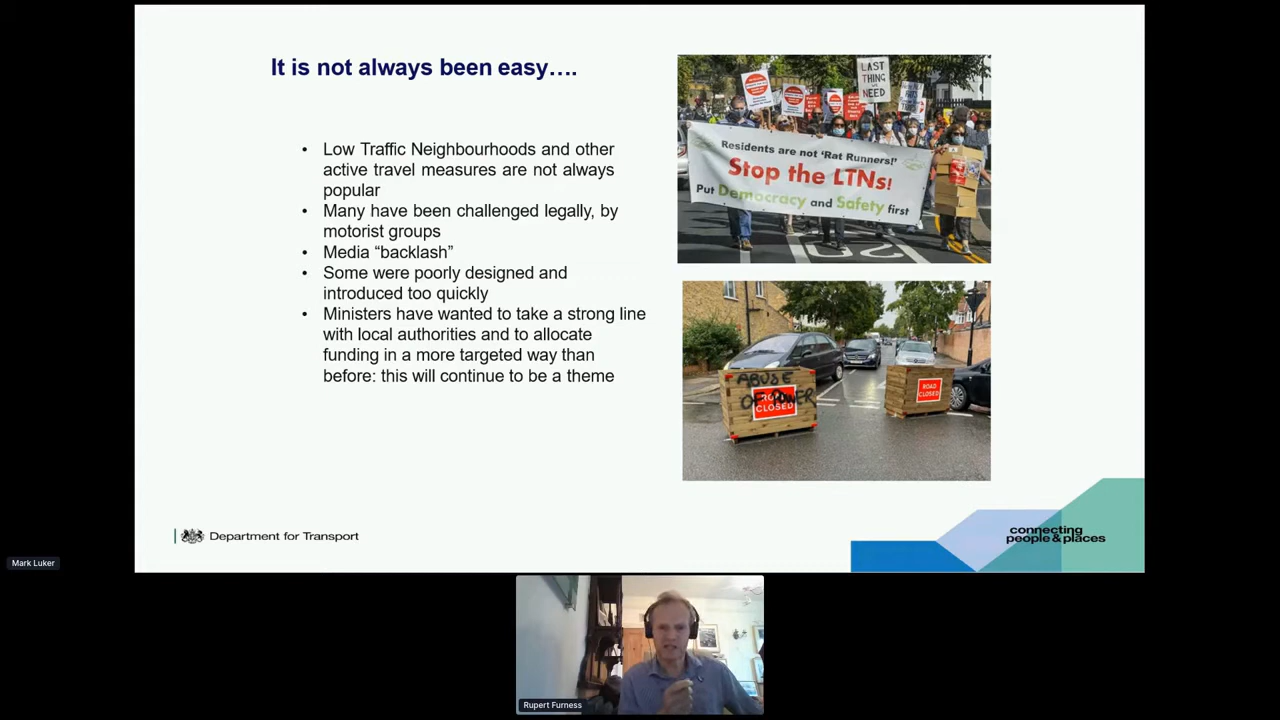 It is not always been easy….
• Low Traffic Neighbourhoods and other
active travel measures are not always
popular
• Many have been challenged legally, by
motorist groups
• Media “backlash”
• Some were poorly designed and
introduced too quickly
• Ministers have wanted to take a strong line
with local authorities and to allocate
funding in a more targeted way than
before: this will continue to be a theme
LAST
THING
WE
NEED
Residents are not 'Rat Runners!'
Stop the LTNs!
Put Democracy and Safety first
ABUSE
OF POWER
ROAD
CLOSED
ROAD
CLOSED
Department for Transport
connecting
people & places
Mark Luker
Rupert Furness